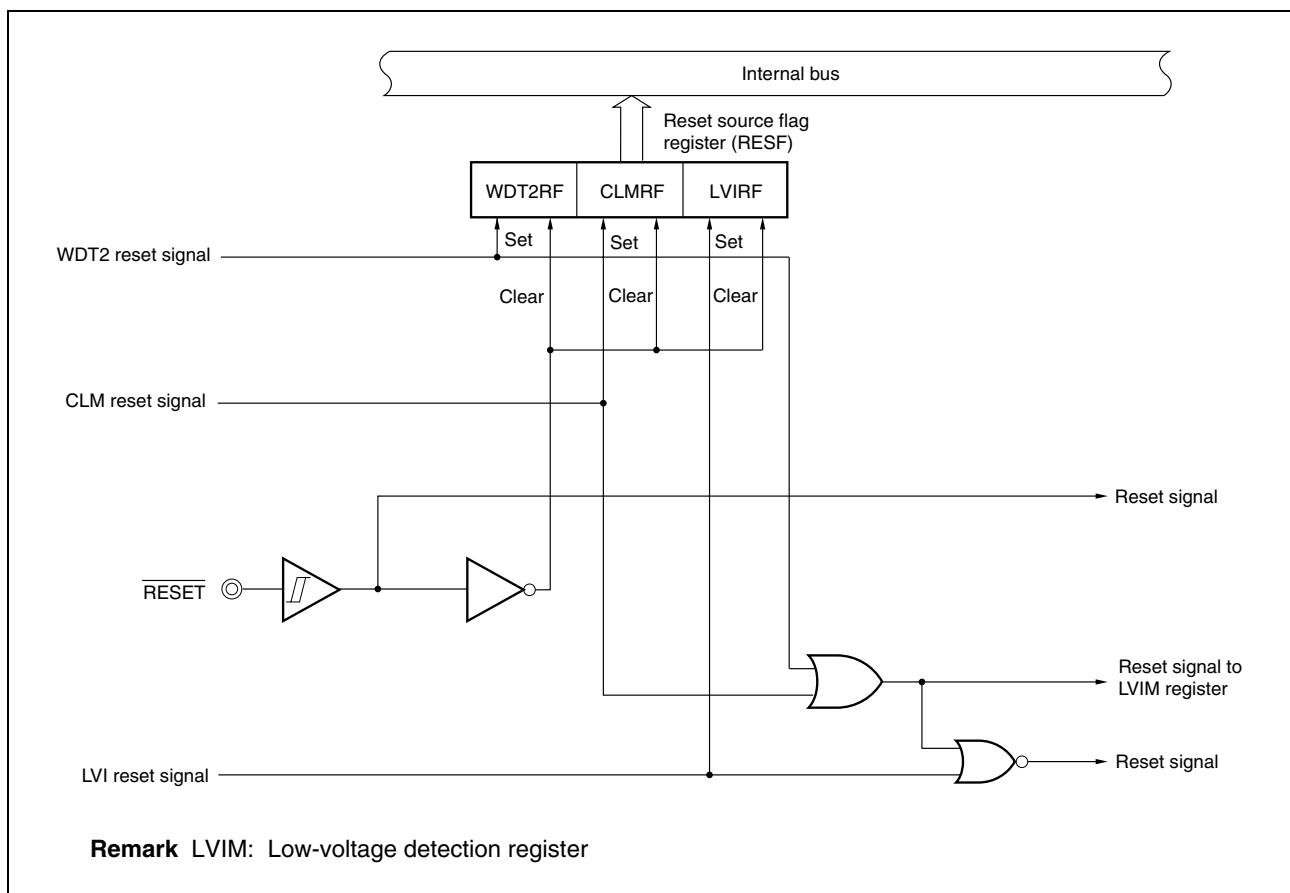 Internal bus
Reset source flag
register (RESF)
WDT2RF CLMRF LVIRF
Set Set Set
WDT2 reset signal
Clear Clear Clear
CLM reset signal
Reset signal
RESET
Reset signal to
LVIM register
LVI reset signal
Reset signal
Remark LVIM: Low-voltage detection register